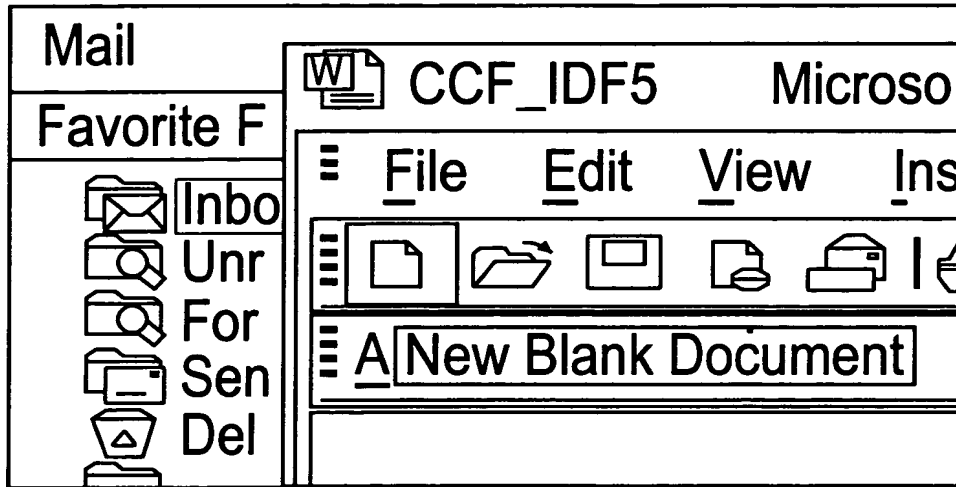 Mail
W CCF_IDF5 Microso
Favorite F
File Edit View Ins
Inbo
Unr
For
Sen
Del
A New Blank Document